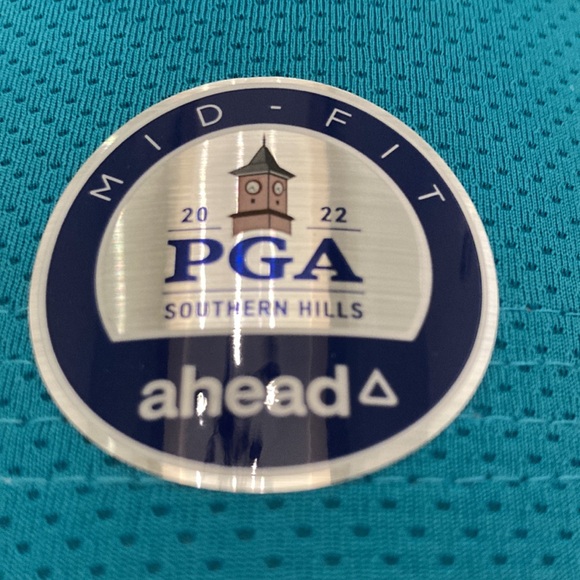 MID-FIT
20 22
PGA
SOUTHERN HILLS
ahead